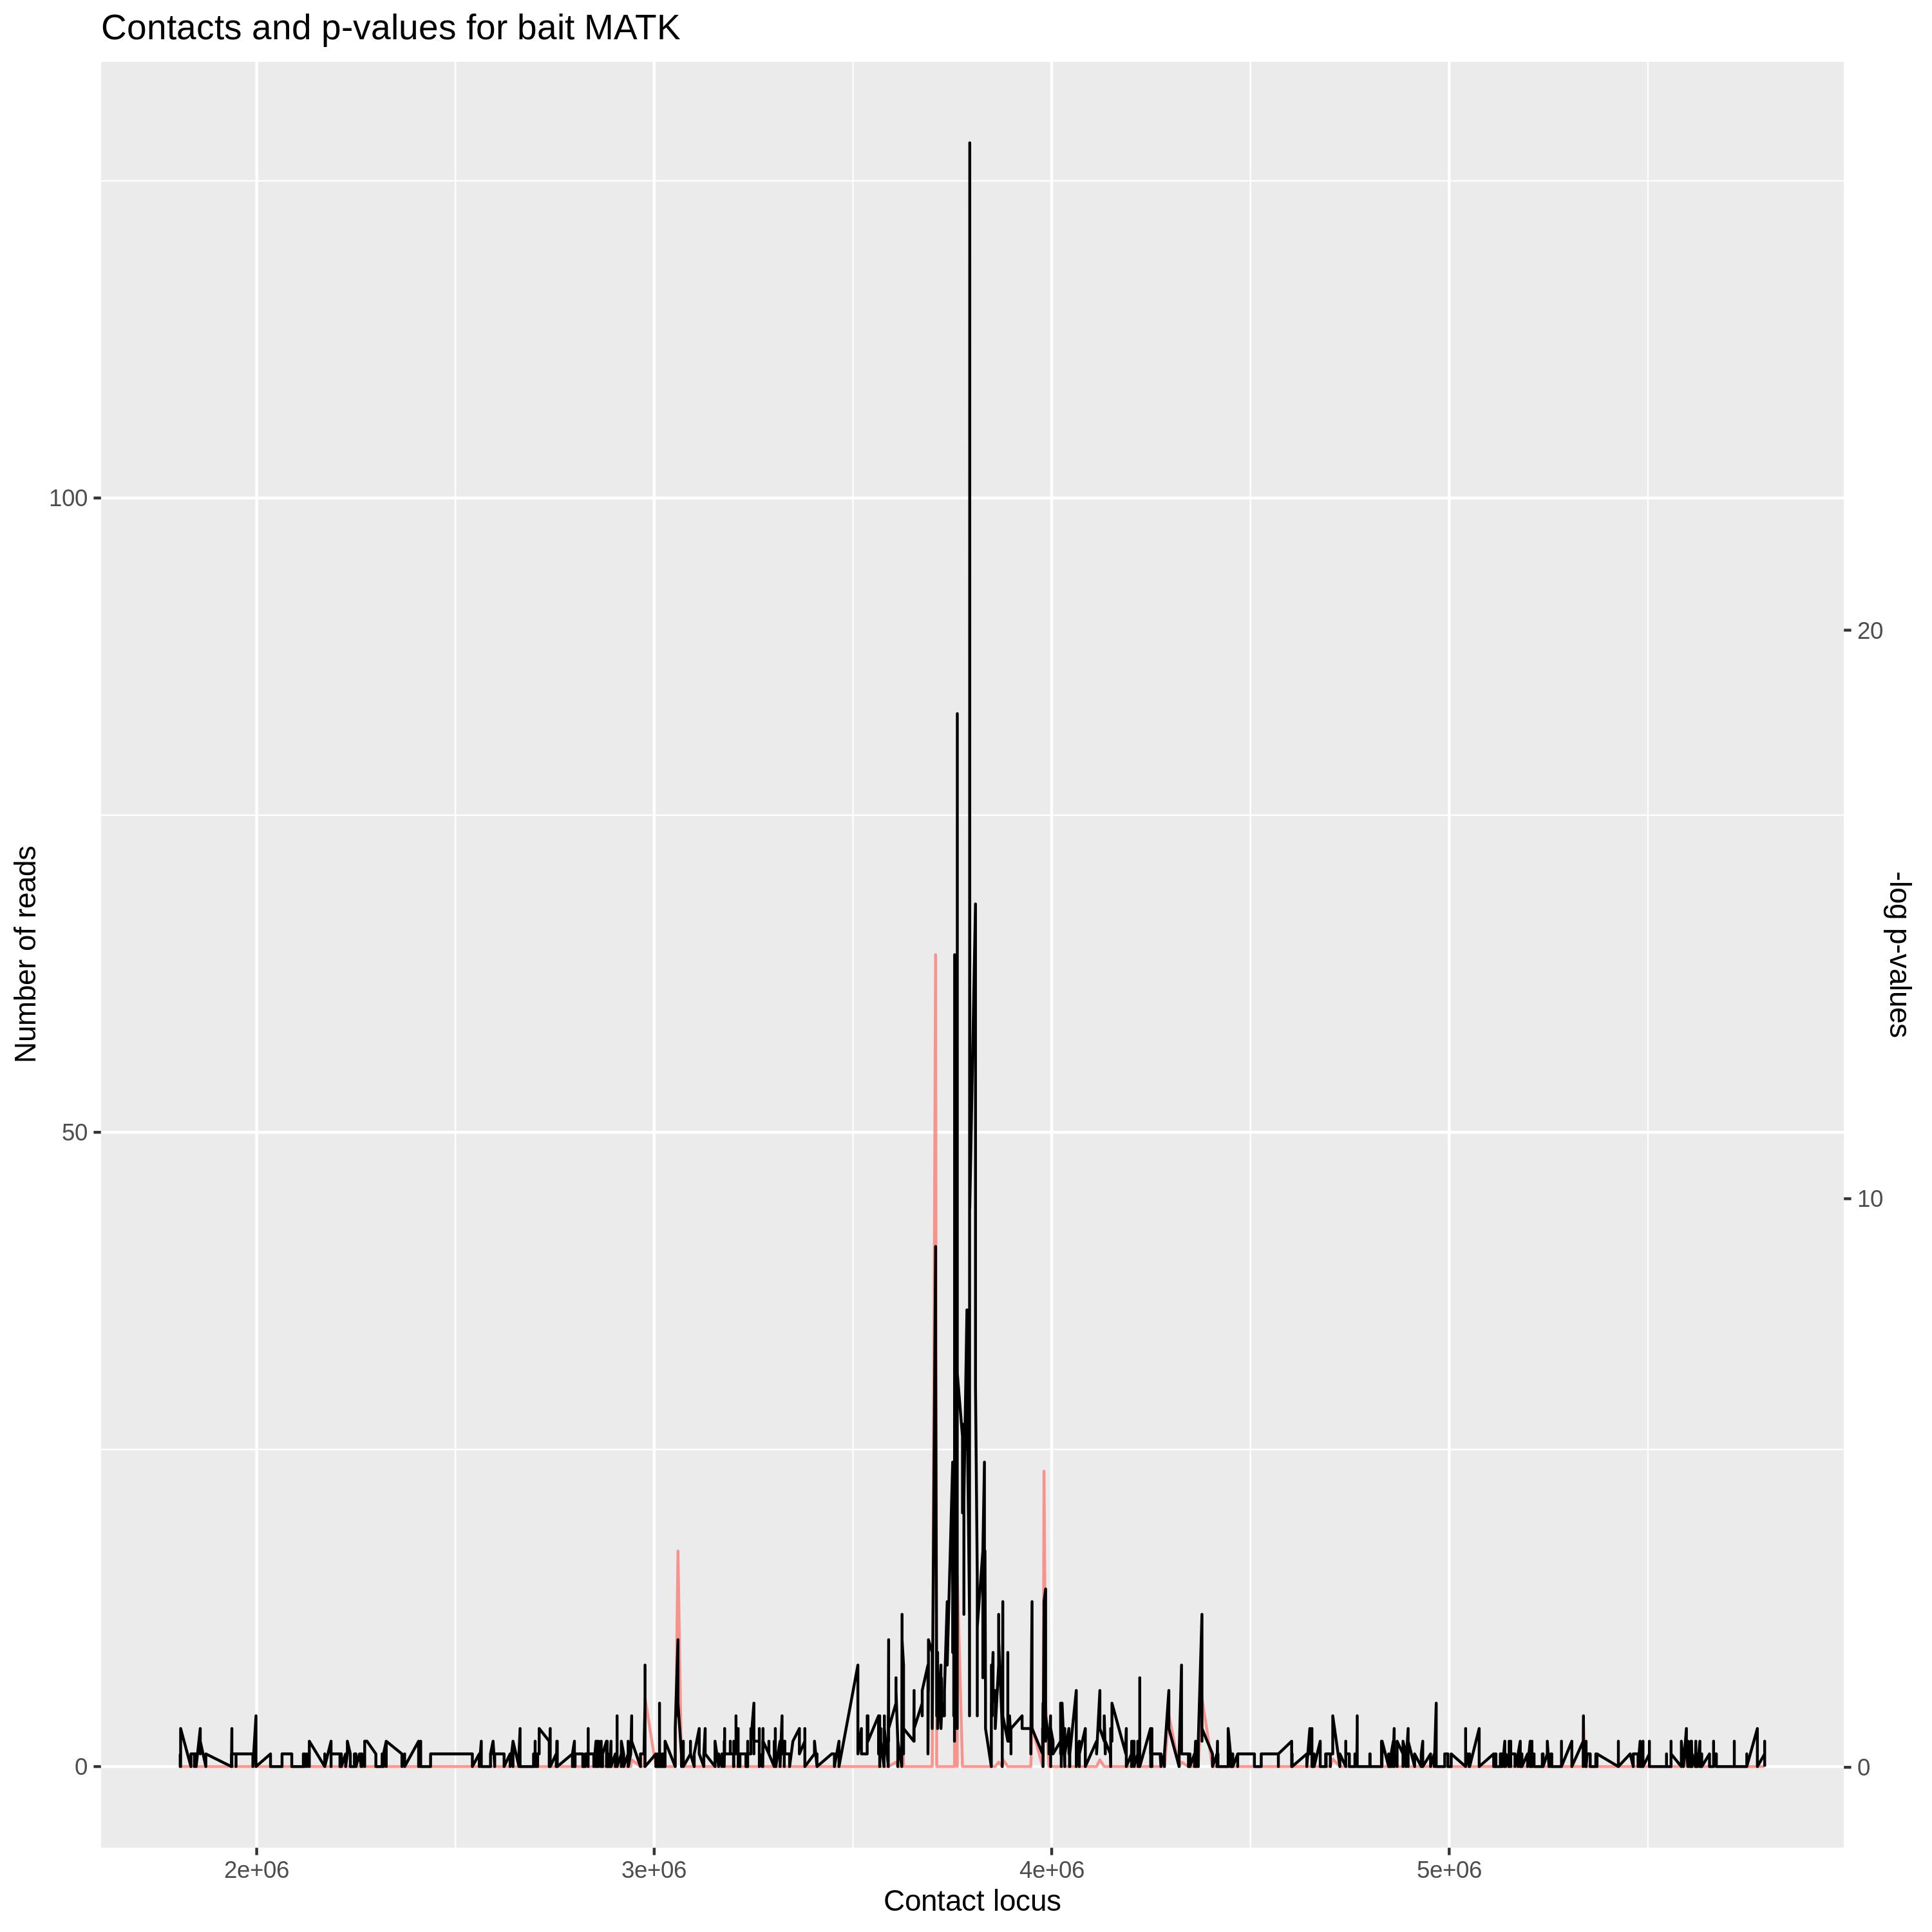 Contacts and p-values for bait MATK
Number of reads
100
50
0
20
10
0
-log p-values
2e+06
3e+06
4e+06
5e+06
Contact locus